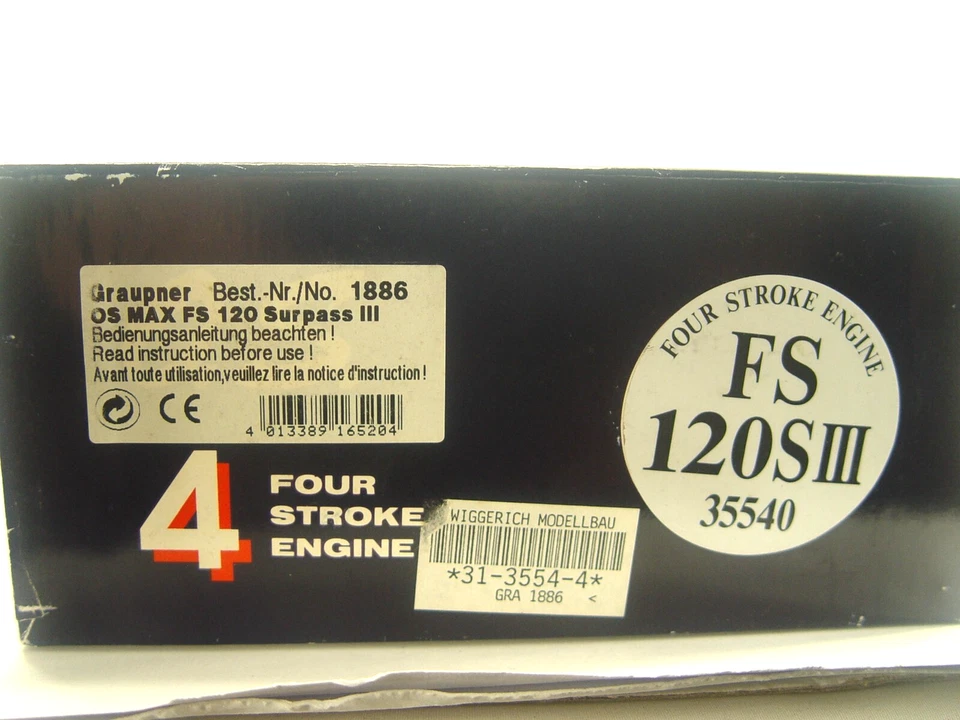 Graupner Best.-Nr./No. 1886
OS MAX FS 120 Surpass III
Bedienungsanleitung beachten !
Read instruction before use !
Avant toute utilisation,veuillez lire la notice d'instruction !
CE
4 013389 165204
4
FOUR
STROKE
ENGINE
WIGGERICH MODELLBAU
*31-3554-4*
GRA 1886 <
FOUR STROKE ENGINE
FS
120SIII
35540